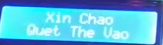 Xin Chao
Quet The Vao